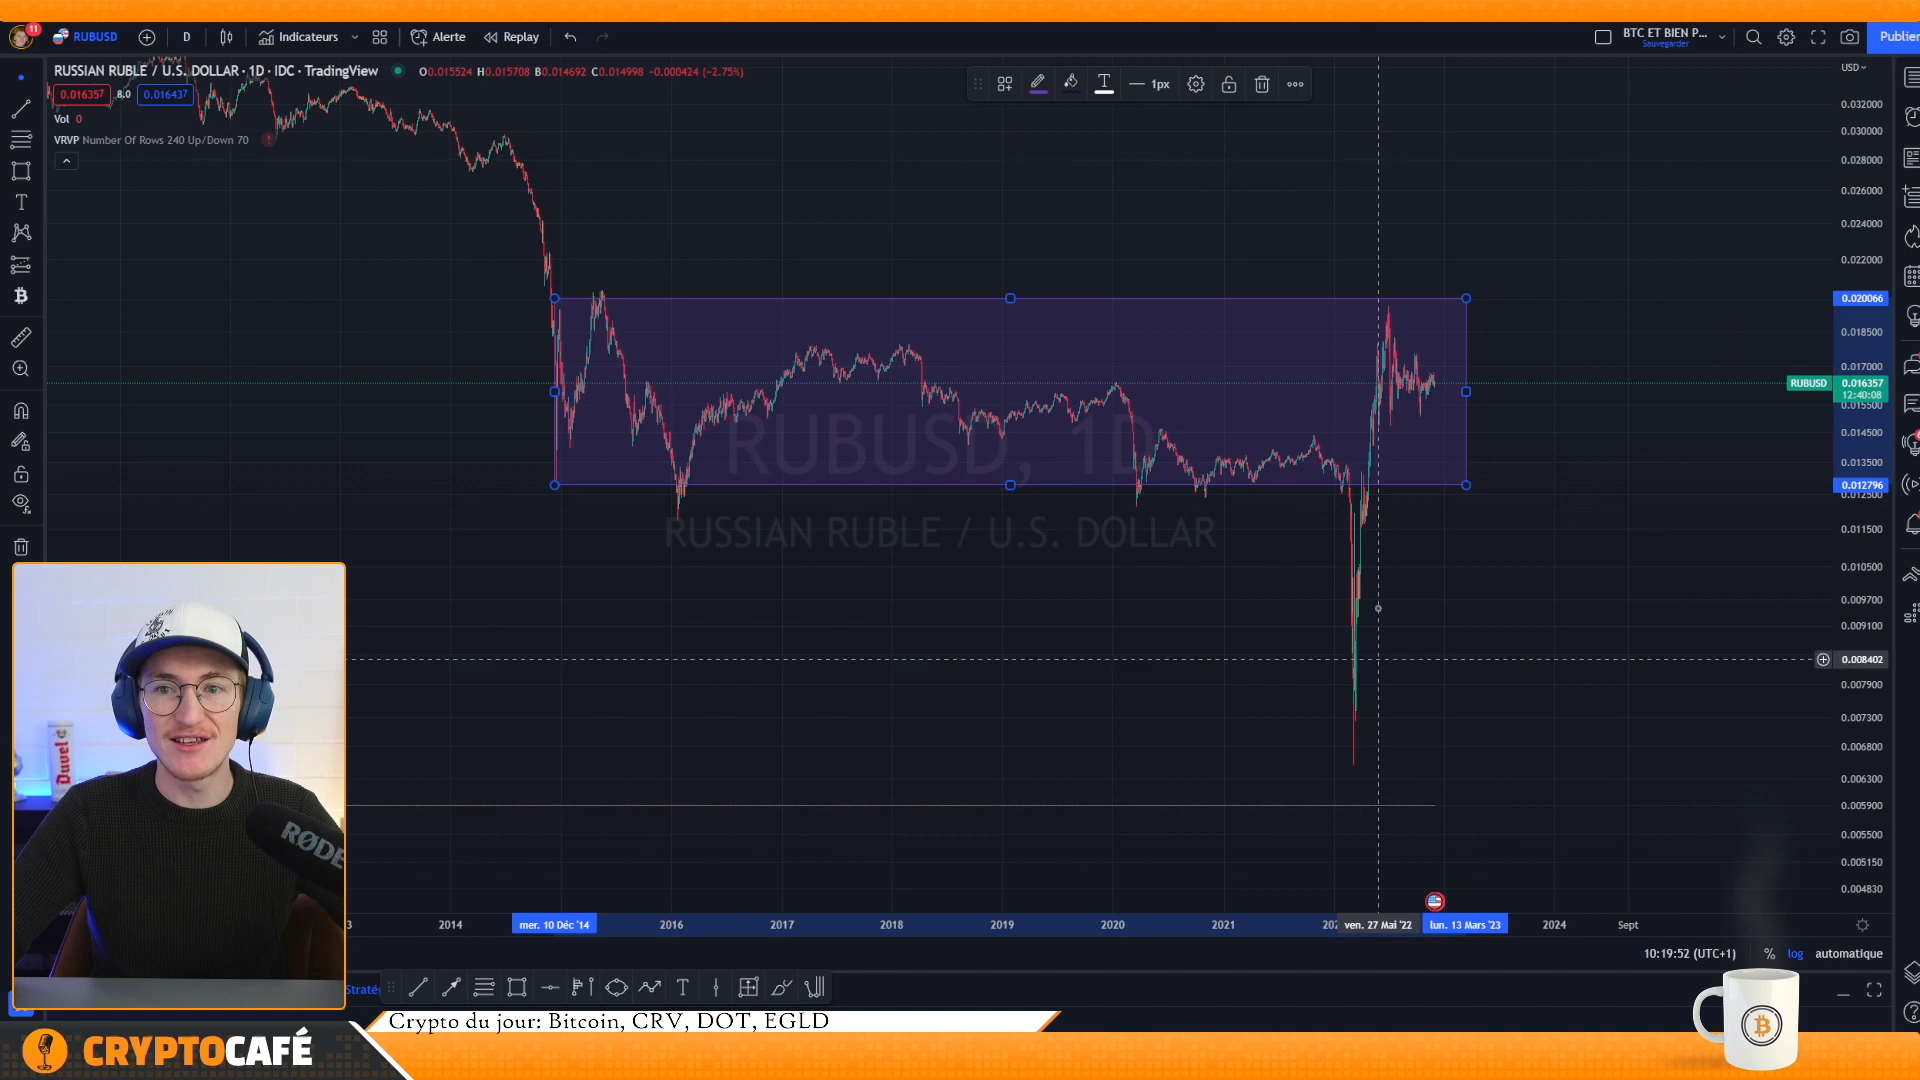 11
RUBUSD
D
Indicateurs
Alerte
Replay
BTC ET BIEN P...
Sauvegarder
Publier
RUSSIAN RUBLE / U.S. DOLLAR · 1D · IDC · TradingView
O0.015524 H0.015708 B0.014692 C0.014998 -0.000424 (-2.75%)
0.016357 8.0 0.016437
Vol 0
VRVP Number Of Rows 240 Up/Down 70
1px
USD
0.032000
0.030000
0.028000
0.026000
0.024000
0.022000
0.020066
0.018500
0.017000
RUBUSD 0.016357
12:40:08
0.015500
0.014500
0.013500
0.012796
0.012500
0.011500
0.010500
0.009700
0.009100
0.008402
0.007900
0.007300
0.006800
0.006300
0.005900
0.005500
0.005150
0.004830
RUBUSD, 1D
RUSSIAN RUBLE / U.S. DOLLAR
Duvel
RØDE
3 2014 mer. 10 Déc '14 2016 2017 2018 2019 2020 2021 ven. 27 Mai '22 lun. 13 Mars '23 2024 Sept
10:19:52 (UTC+1) % log automatique
Straté
Crypto du jour: Bitcoin, CRV, DOT, EGLD
CRYPTOCAFÉ